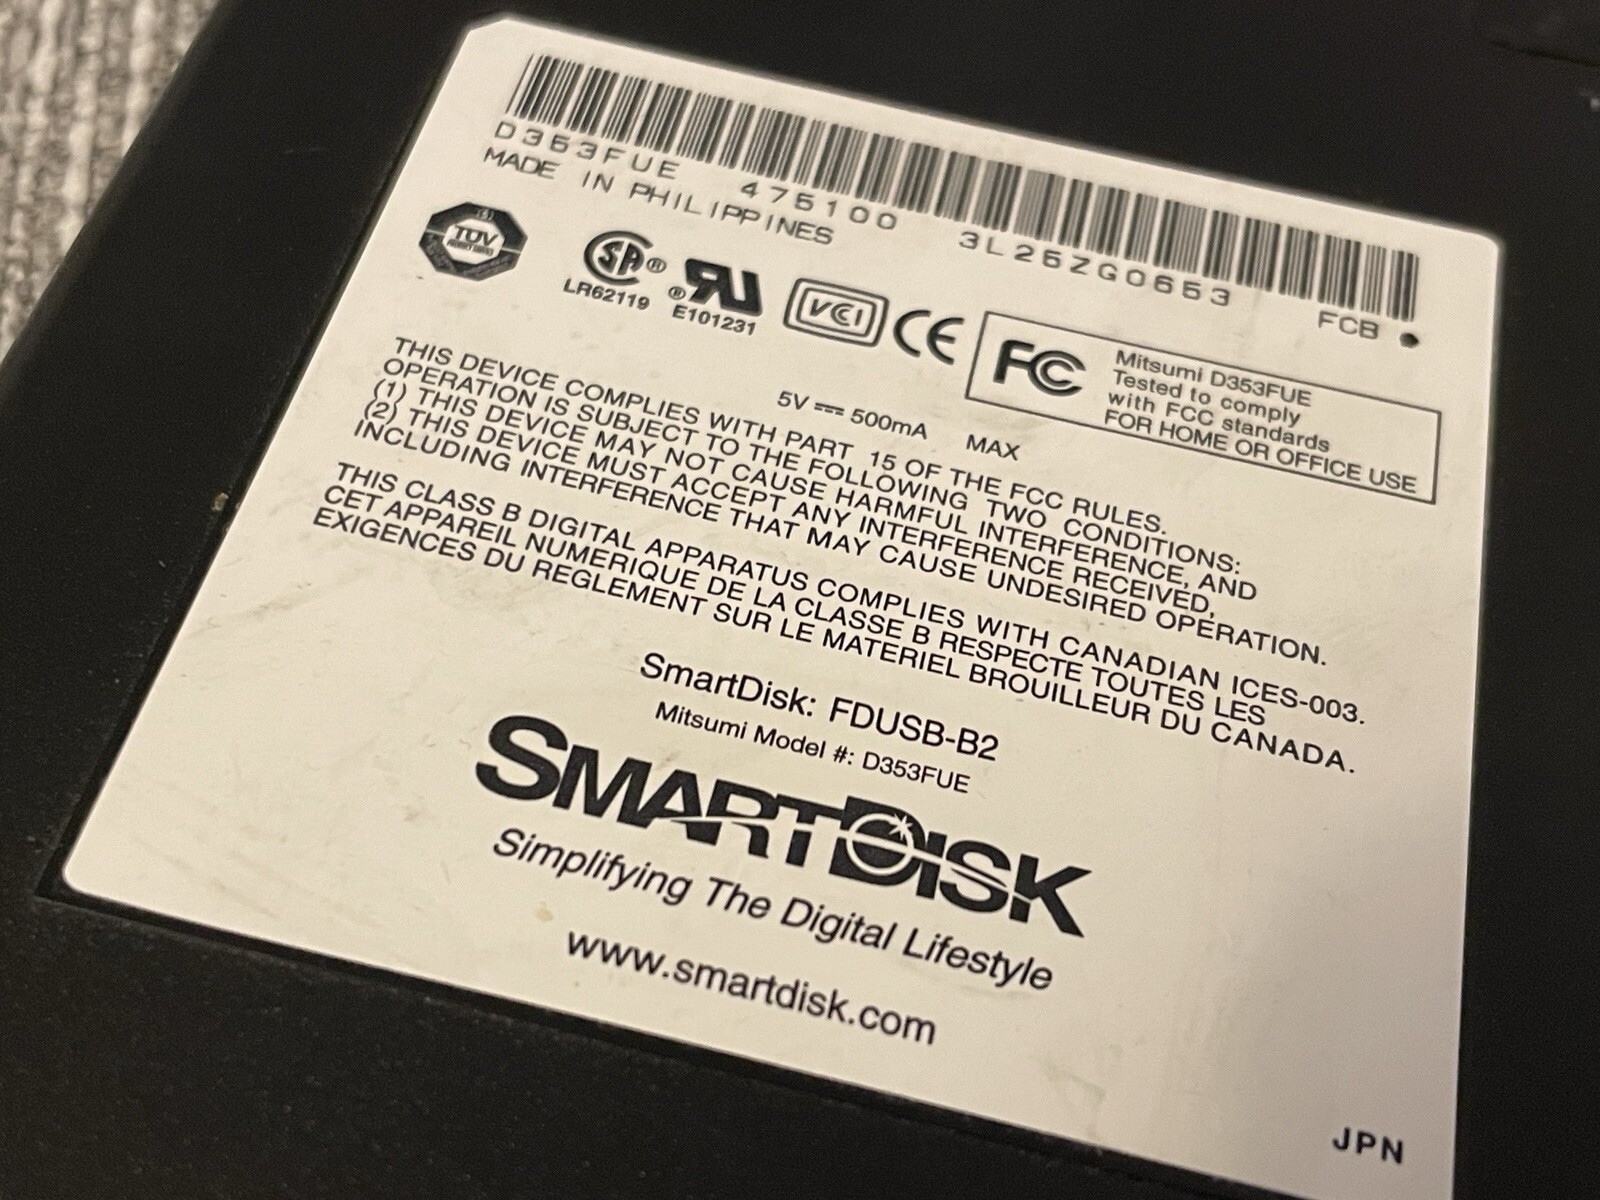 D353FUE 475100 3L25ZG0653 FCB
MADE IN PHILIPPINES
TÜV
PRODUCT SERVICE
LR62119
E101231
VCI
CE
FC
Mitsumi D353FUE
Tested to comply
with FCC standards
FOR HOME OR OFFICE USE
5V ⎓ 500mA MAX
THIS DEVICE COMPLIES WITH PART 15 OF THE FCC RULES.
OPERATION IS SUBJECT TO THE FOLLOWING TWO CONDITIONS:
(1) THIS DEVICE MAY NOT CAUSE HARMFUL INTERFERENCE, AND
(2) THIS DEVICE MUST ACCEPT ANY INTERFERENCE RECEIVED,
INCLUDING INTERFERENCE THAT MAY CAUSE UNDESIRED OPERATION.
THIS CLASS B DIGITAL APPARATUS COMPLIES WITH CANADIAN ICES-003.
CET APPAREIL NUMERIQUE DE LA CLASSE B RESPECTE TOUTES LES
EXIGENCES DU REGLEMENT SUR LE MATERIEL BROUILLEUR DU CANADA.
SmartDisk: FDUSB-B2
Mitsumi Model #: D353FUE
SMARTDISK
Simplifying The Digital Lifestyle
www.smartdisk.com
JPN